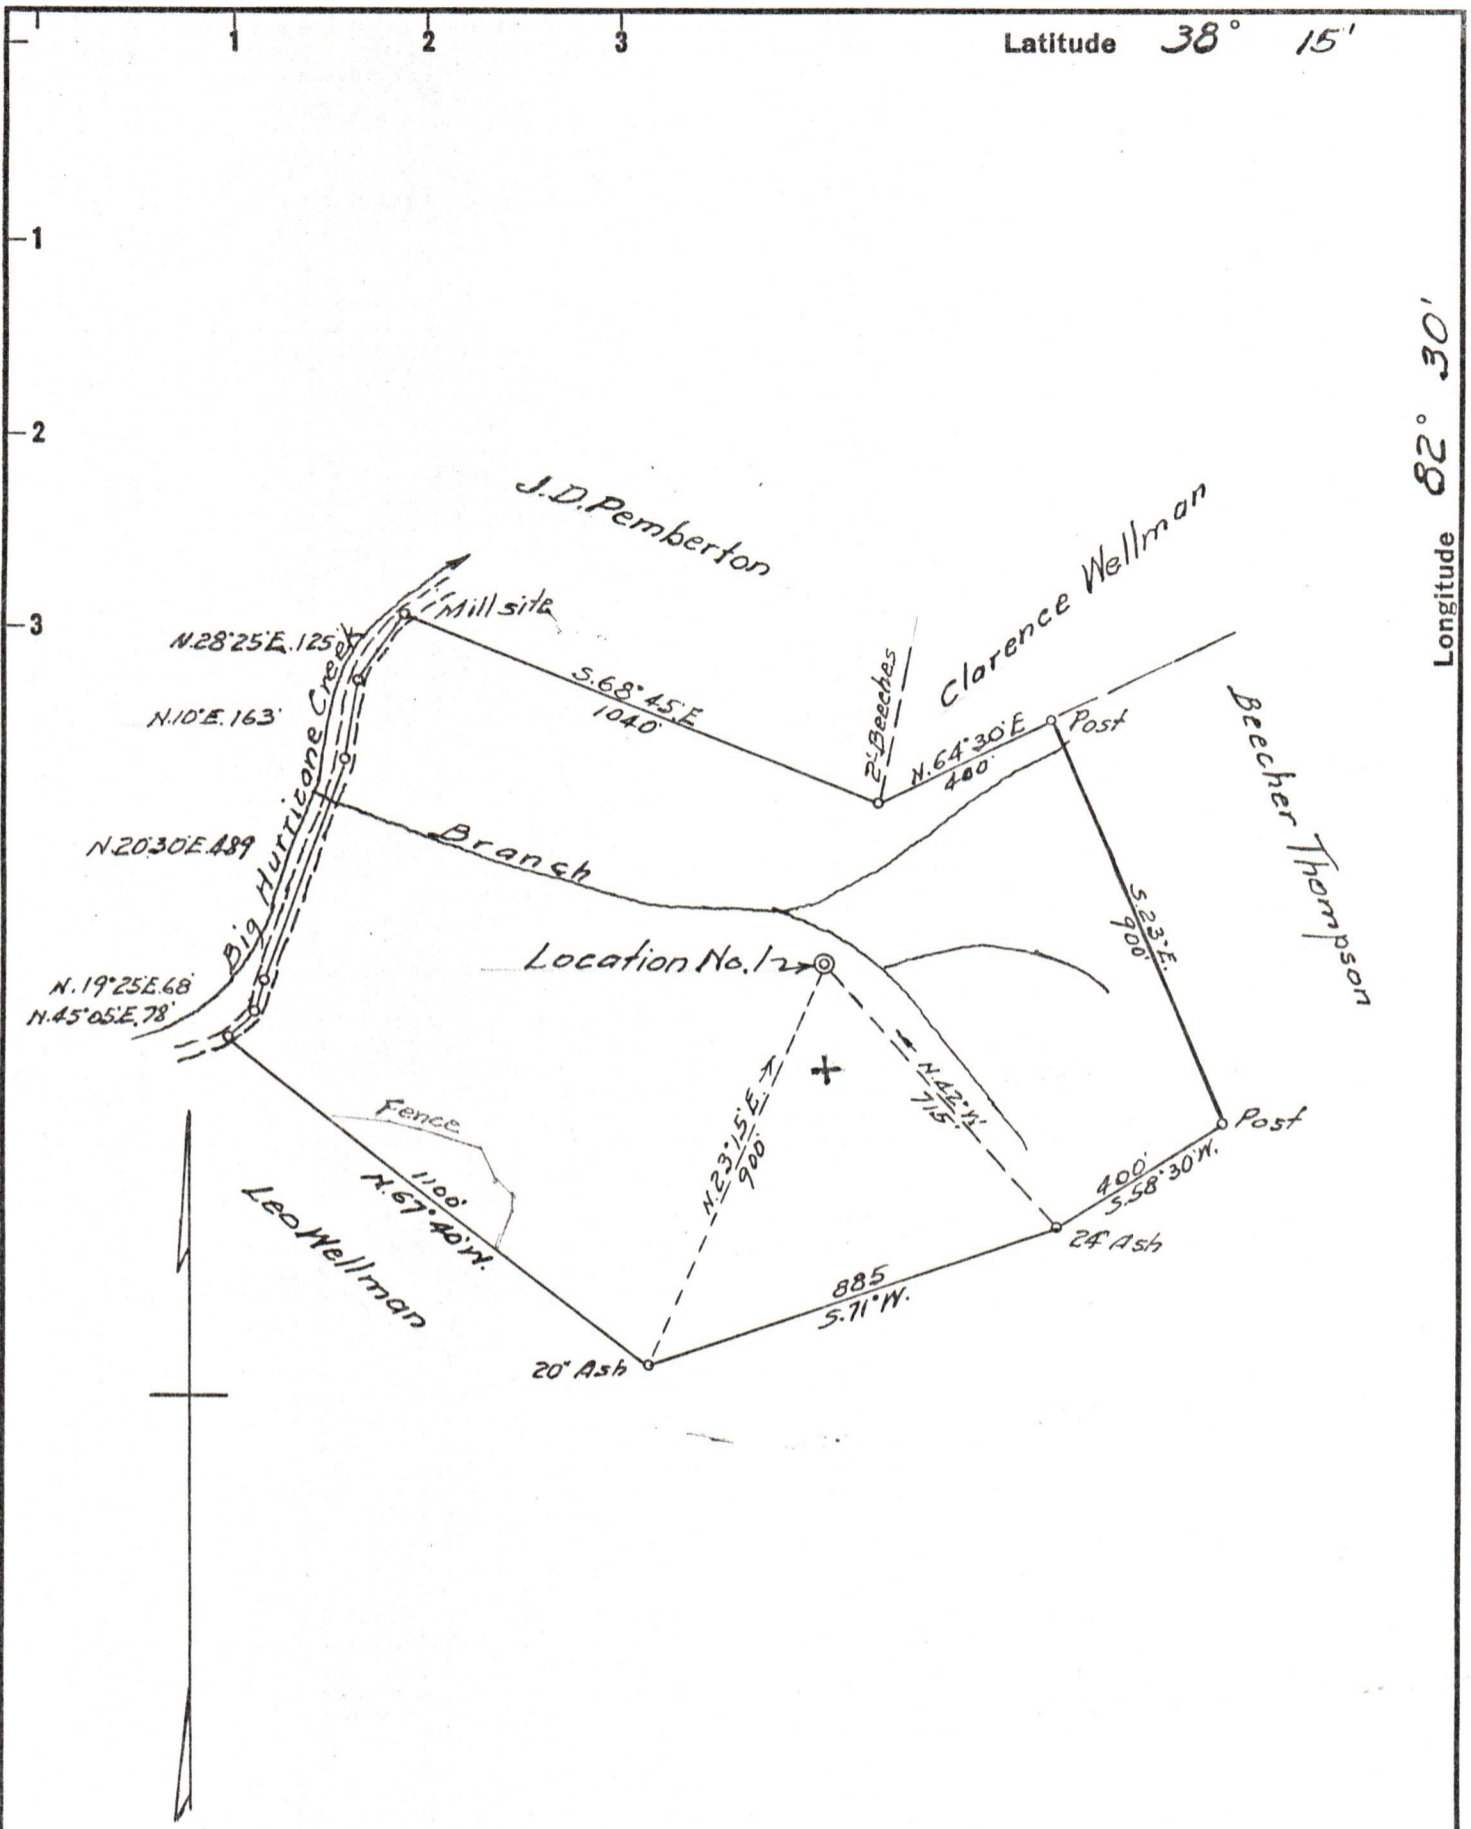 1 2 3 Latitude 38° 15'
1
2
3
Longitude 82° 30'
J.D. Pemberton
Clarence Wellman
Mill site
N.28°25'E.125'
S.68°45'E
1040'
2'Beeches
N.64°30'E
400'
Post
N.10°E.163'
Big Hurricane Creek
Beecher Thompson
N20°30'E.489
Branch
S.23°E.
900'
Location No.1
N.19°25'E.68'
N.45°05'E.78'
N.42°W.
715'
N.23°15'E
900'
Fence
Post
1100'
N.67°40'W.
400'
S.58°30'W.
Leo Wellman
24" Ash
885
S.71°W.
20" Ash